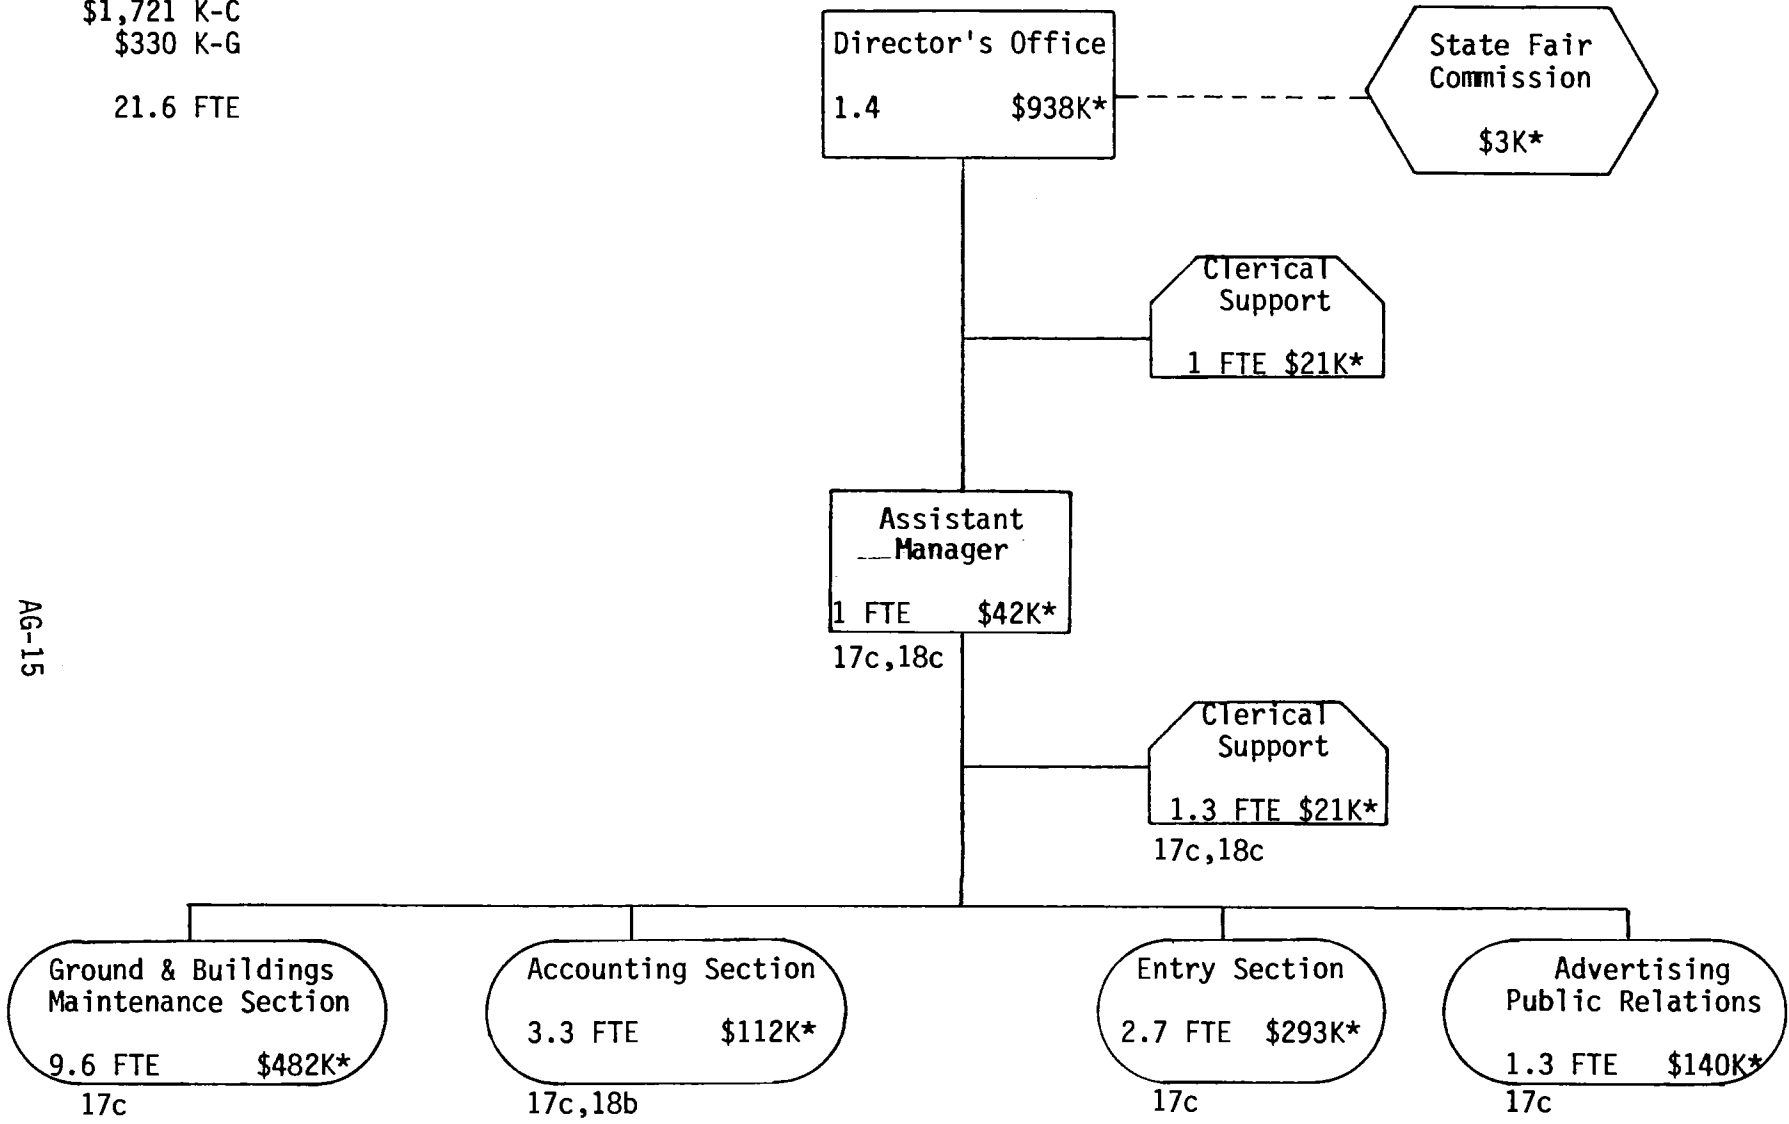 $1,721 K-C
$330 K-G
21.6 FTE
Director's Office
1.4 $938K*
State Fair
Commission
$3K*
Clerical
Support
1 FTE $21K*
Assistant
Manager
1 FTE $42K*
17c,18c
AG-15
Clerical
Support
1.3 FTE $21K*
17c,18c
Ground & Buildings
Maintenance Section
9.6 FTE $482K*
17c
Accounting Section
3.3 FTE $112K*
17c,18b
Entry Section
2.7 FTE $293K*
17c
Advertising
Public Relations
1.3 FTE $140K*
17c